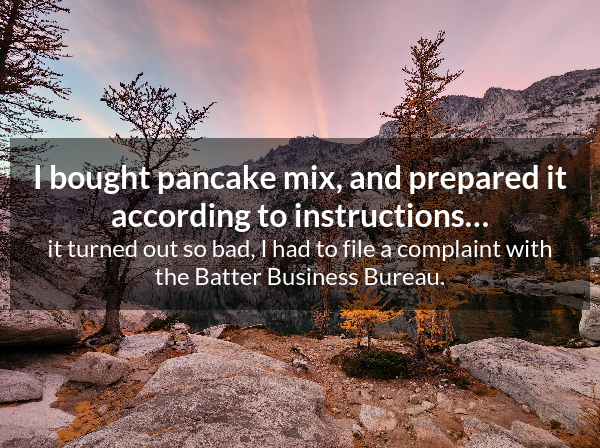 I bought pancake mix, and prepared it
according to instructions...
it turned out so bad, I had to file a complaint with
the Batter Business Bureau.